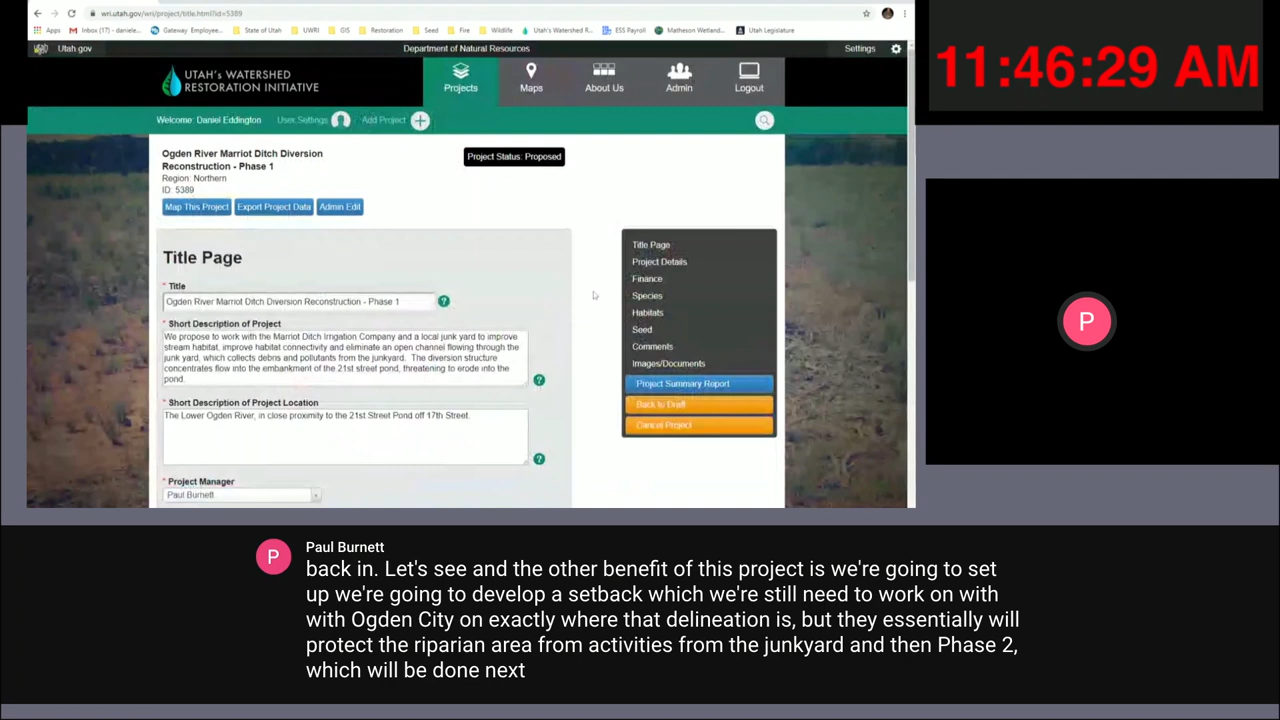 wri.utah.gov/wri/project/title.html?id=5389
Apps
Inbox (17) - daniele...
Gateway: Employee...
State of Utah
UWRI
GIS
Restoration
Seed
Fire
Wildlife
Utah's Watershed R...
ESS Payroll
Matheson Wetland...
Utah Legislature
Utah.gov
Department of Natural Resources
Settings
UTAH'S WATERSHED
RESTORATION INITIATIVE
Projects
Maps
About Us
Admin
Logout
Welcome: Daniel Eddington
User Settings
/ Add Project
Ogden River Marriot Ditch Diversion
Reconstruction - Phase 1
Region: Northern
ID: 5389
Project Status: Proposed
Map This Project
Export Project Data
Admin Edit
Title Page
* Title
Ogden River Marriot Ditch Diversion Reconstruction - Phase 1
?
* Short Description of Project
We propose to work with the Marriot Ditch Irrigation Company and a local junk yard to improve
stream habitat, improve habitat connectivity and eliminate an open channel flowing through the
junk yard, which collects debris and pollutants from the junkyard. The diversion structure
concentrates flow into the embankment of the 21st street pond, threatening to erode into the
pond.
?
* Short Description of Project Location
The Lower Ogden River, in close proximity to the 21st Street Pond off 17th Street.
?
* Project Manager
Paul Burnett
Title Page
Project Details
Finance
Species
Habitats
Seed
Comments
Images/Documents
Project Summary Report
Back to Draft
Cancel Project
11:46:29 AM
P
P
Paul Burnett
back in. Let's see and the other benefit of this project is we're going to set
up we're going to develop a setback which we're still need to work on with
with Ogden City on exactly where that delineation is, but they essentially will
protect the riparian area from activities from the junkyard and then Phase 2,
which will be done next